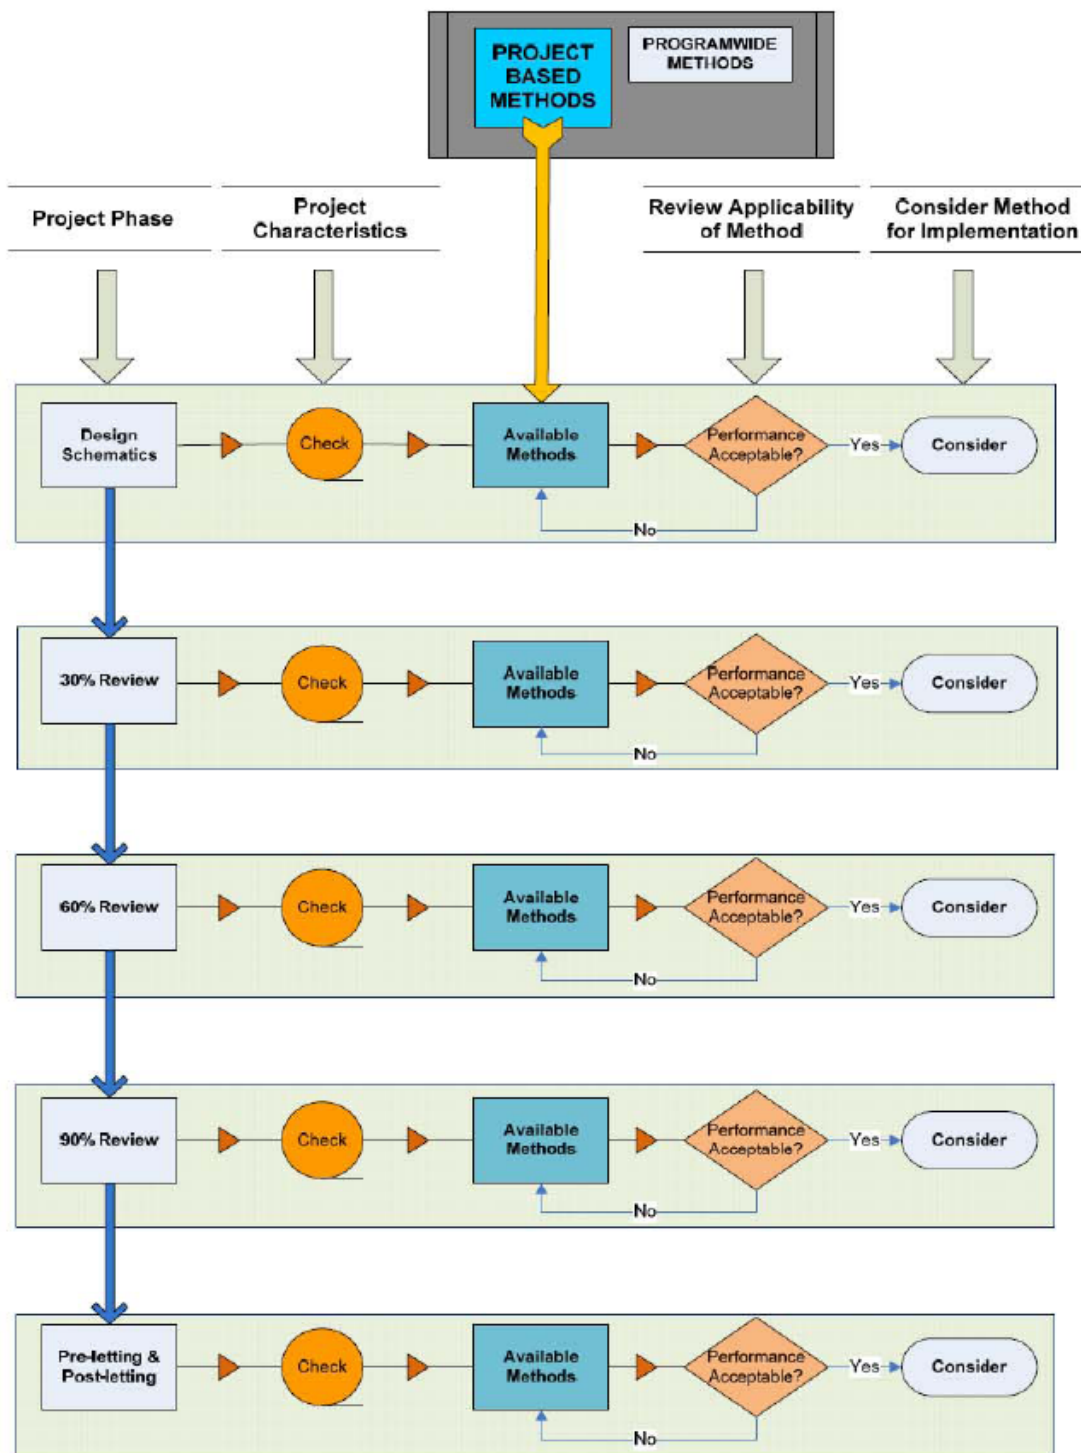 PROJECT
BASED
METHODS
PROGRAMWIDE
METHODS
Project Phase
Project
Characteristics
Review Applicability
of Method
Consider Method
for Implementation
Design
Schematics
Check
Available
Methods
Performance
Acceptable?
Yes
Consider
No
30% Review
Check
Available
Methods
Performance
Acceptable?
Yes
Consider
No
60% Review
Check
Available
Methods
Performance
Acceptable?
Yes
Consider
No
90% Review
Check
Available
Methods
Performance
Acceptable?
Yes
Consider
No
Pre-letting &
Post-letting
Check
Available
Methods
Performance
Acceptable?
Yes
Consider
No